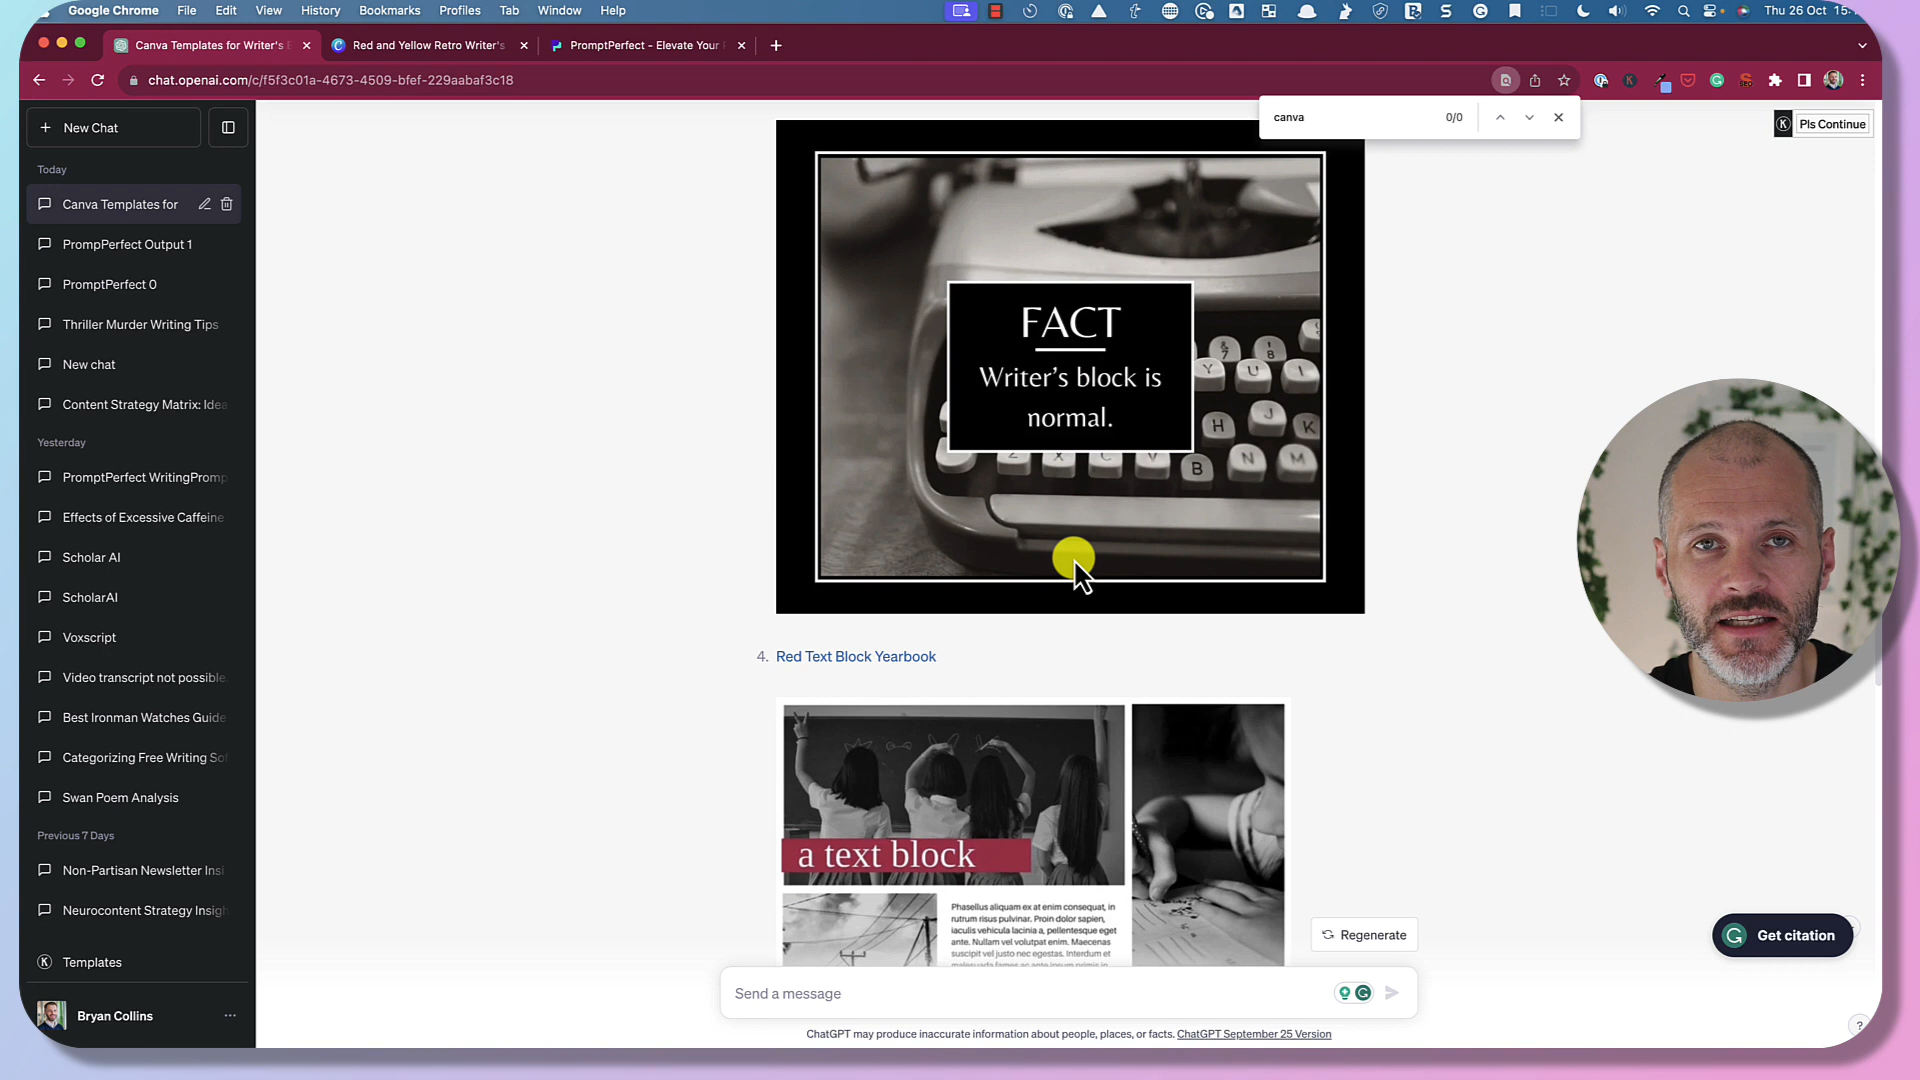 Google Chrome File Edit View History Bookmarks Profiles Tab Window Help
Thu 26 Oct
Canva Templates for Writer's
Red and Yellow Retro Writer's
PromptPerfect - Elevate Your
chat.openai.com/c/f5f3c01a-4673-4509-bfef-229aabaf3c18
canva
0/0
Pls Continue
New Chat
Today
Canva Templates for
PrompPerfect Output 1
PromptPerfect 0
Thriller Murder Writing Tips
New chat
Content Strategy Matrix: Idea
Yesterday
PromptPerfect WritingPromp
Effects of Excessive Caffeine
Scholar AI
ScholarAI
Voxscript
Video transcript not possible.
Best Ironman Watches Guide
Categorizing Free Writing Sof
Swan Poem Analysis
Previous 7 Days
Non-Partisan Newsletter Insi
Neurocontent Strategy Insigh
Templates
Bryan Collins
FACT
Writer's block is
normal.
Y U I
H J K
Z X C V B N M
4. Red Text Block Yearbook
a text block
Phasellus aliquam ex at enim consequat, in
rutrum risus pulvinar. Proin dolor sapien,
iaculis vehicula lacinia a, pellentesque eget
ante. Nullam vel volutpat enim. Maecenas
suscipit vel justo nec egestas. Interdum et
malesuada fames ac ante ipsum primis in
Regenerate
Get citation
Send a message
ChatGPT may produce inaccurate information about people, places, or facts. ChatGPT September 25 Version
?